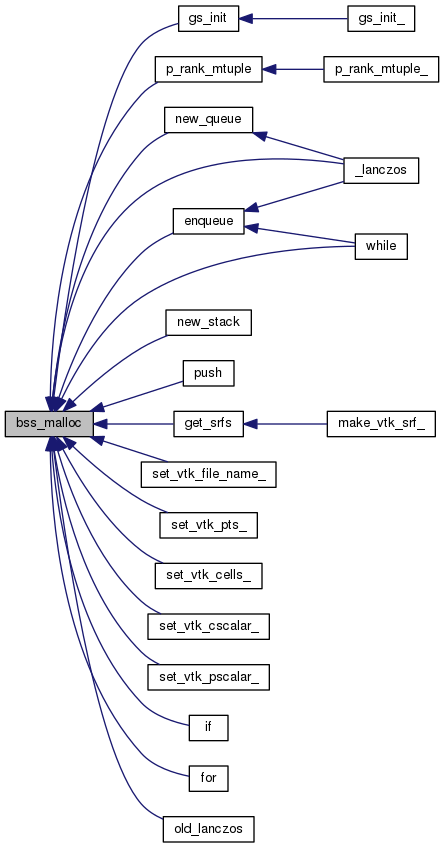 gs_init
gs_init_
p_rank_mtuple
p_rank_mtuple_
new_queue
_lanczos
enqueue
while
new_stack
push
bss_malloc
get_srfs
make_vtk_srf_
set_vtk_file_name_
set_vtk_pts_
set_vtk_cells_
set_vtk_cscalar_
set_vtk_pscalar_
if
for
old_lanczos